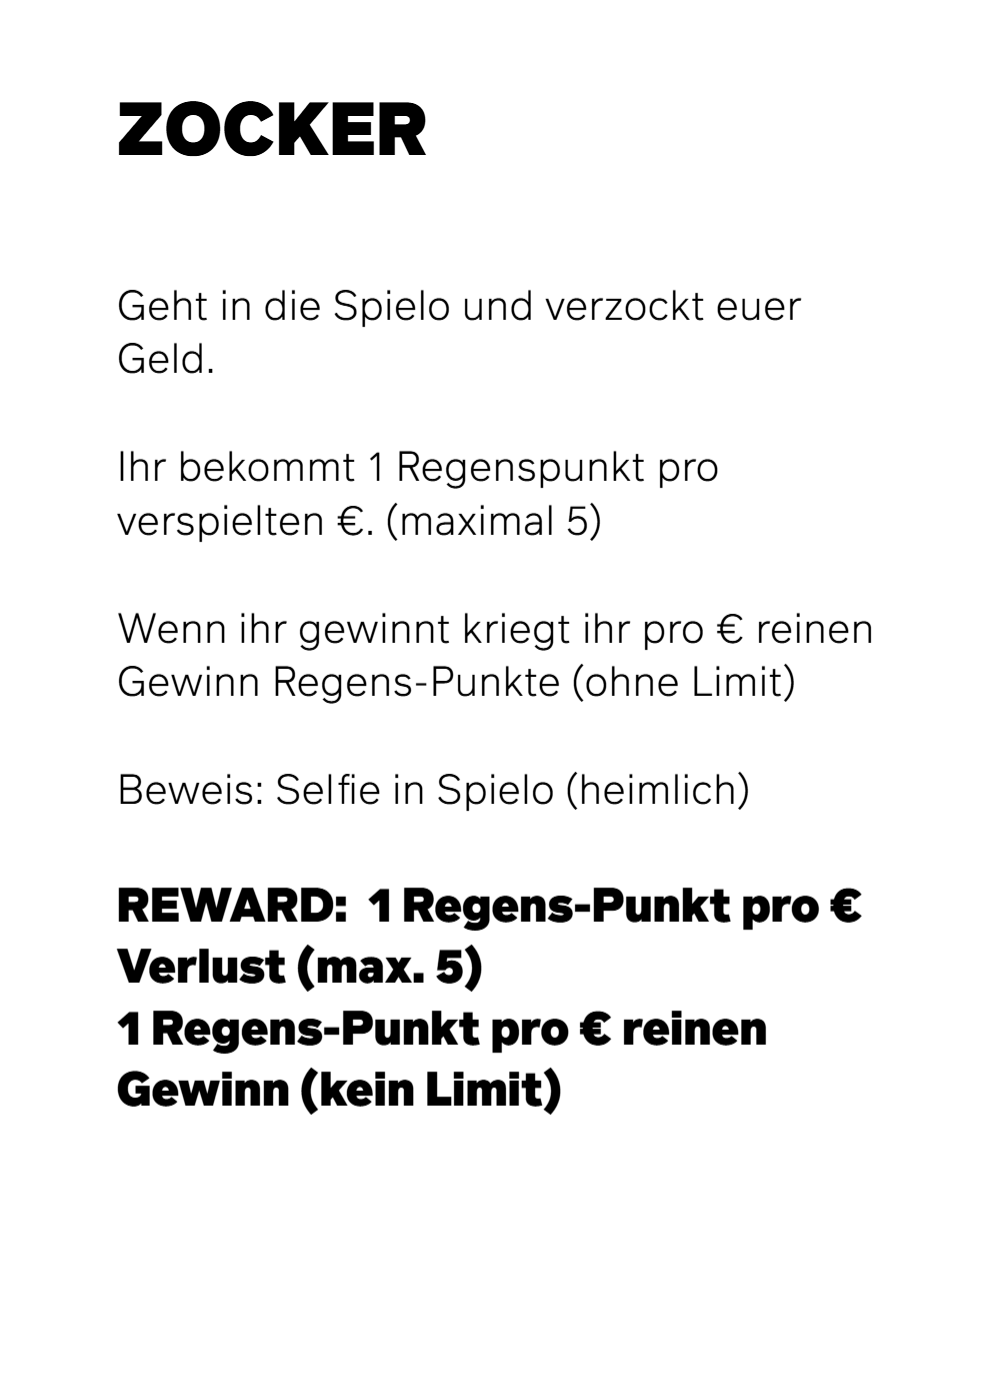 ZOCKER
Geht in die Spielo und verzockt euer
Geld.
Ihr bekommt 1 Regenspunkt pro
verspielten €. (maximal 5)
Wenn ihr gewinnt kriegt ihr pro € reinen
Gewinn Regens-Punkte (ohne Limit)
Beweis: Selfie in Spielo (heimlich)
REWARD: 1 Regens-Punkt pro €
Verlust (max. 5)
1 Regens-Punkt pro € reinen
Gewinn (kein Limit)